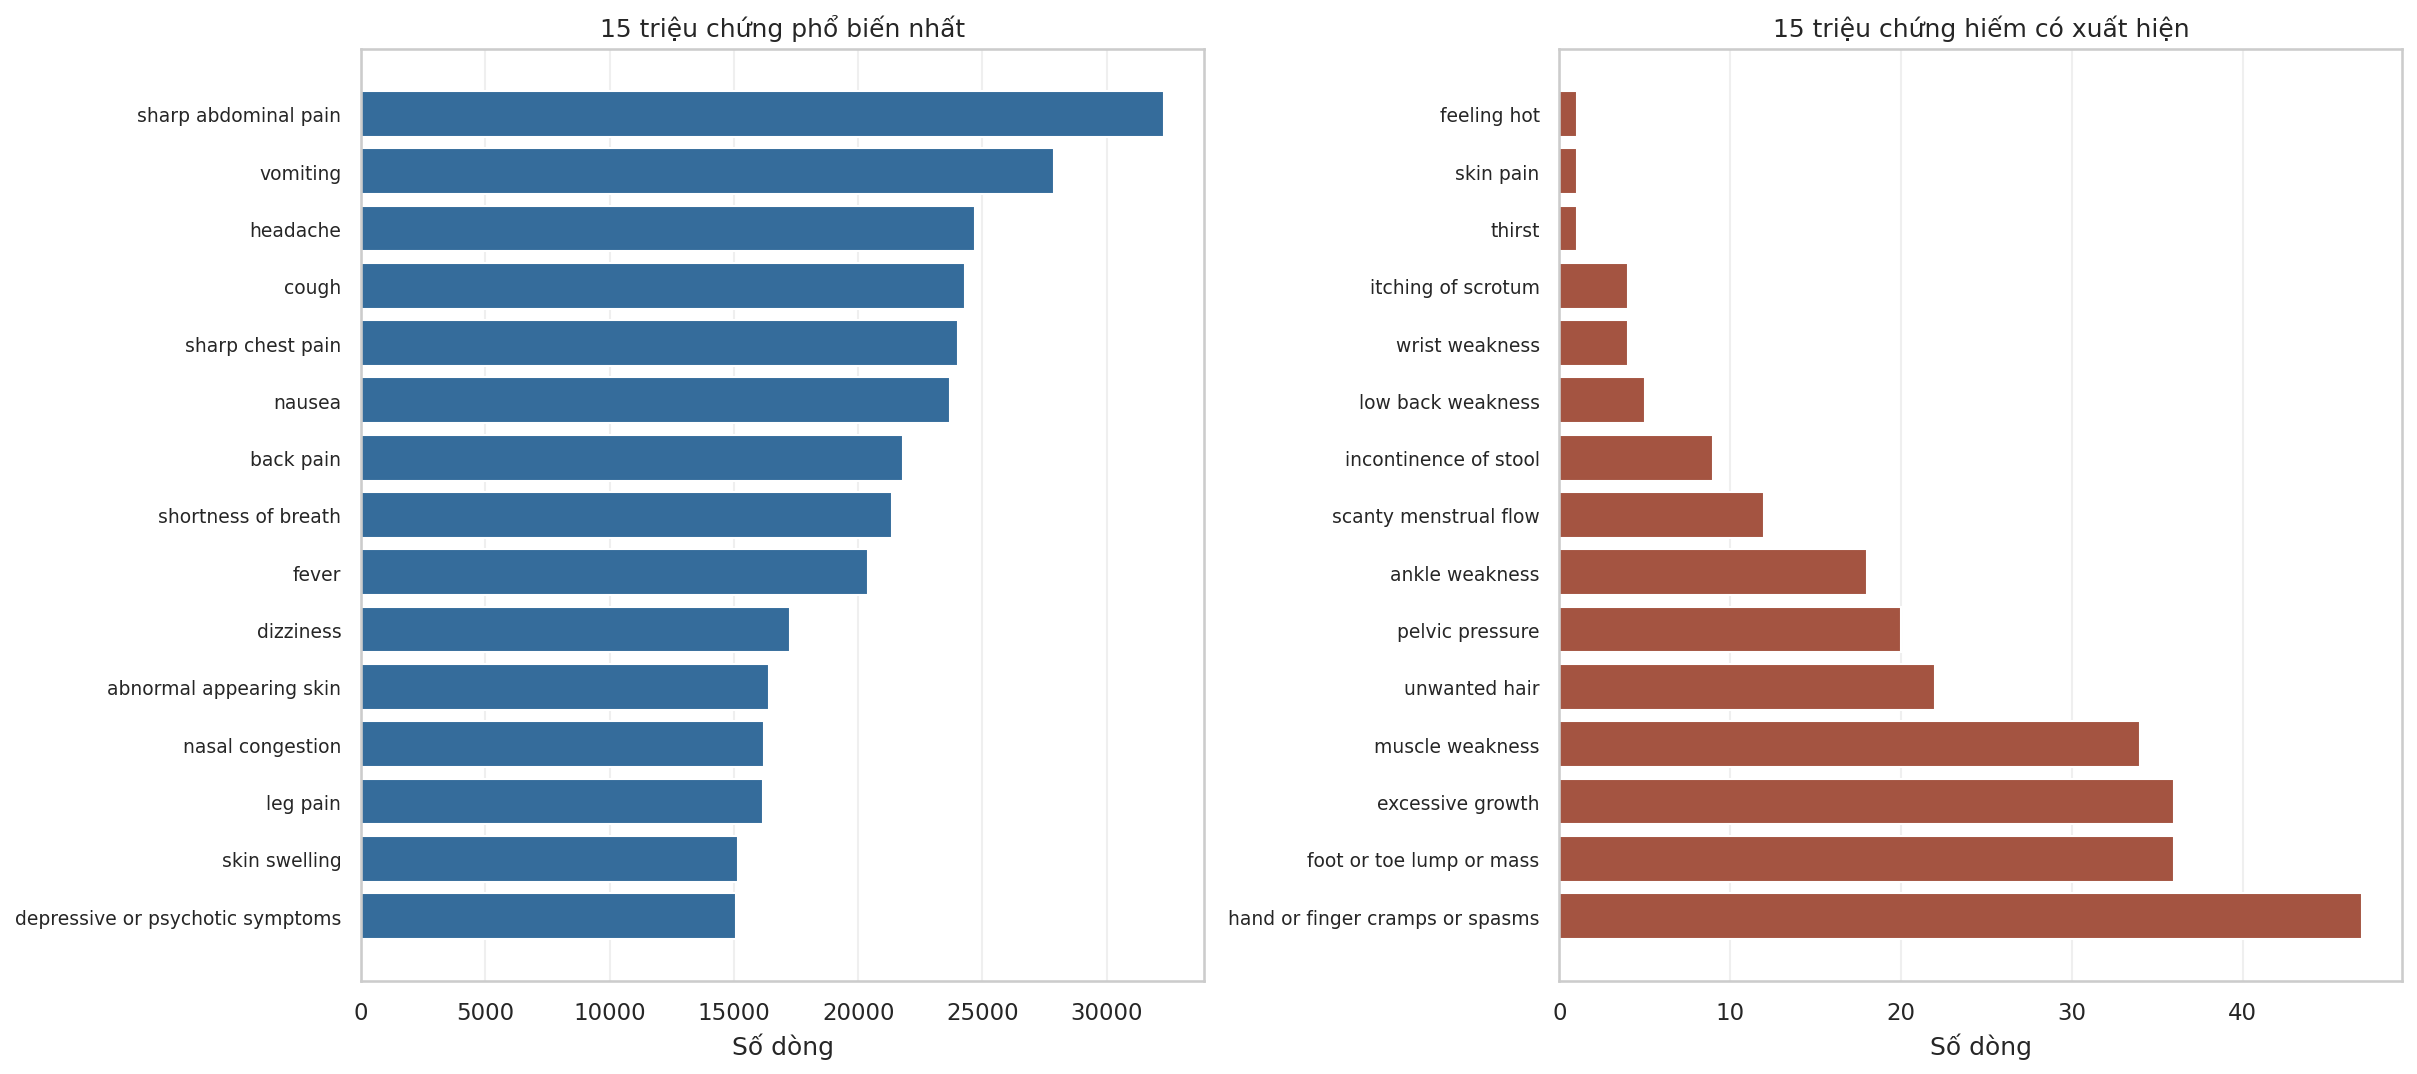 15 triệu chứng phổ biến nhất
sharp abdominal pain
vomiting
headache
cough
sharp chest pain
nausea
back pain
shortness of breath
fever
dizziness
abnormal appearing skin
nasal congestion
leg pain
skin swelling
depressive or psychotic symptoms
0 5000 10000 15000 20000 25000 30000
Số dòng
15 triệu chứng hiếm có xuất hiện
feeling hot
skin pain
thirst
itching of scrotum
wrist weakness
low back weakness
incontinence of stool
scanty menstrual flow
ankle weakness
pelvic pressure
unwanted hair
muscle weakness
excessive growth
foot or toe lump or mass
hand or finger cramps or spasms
0 10 20 30 40
Số dòng